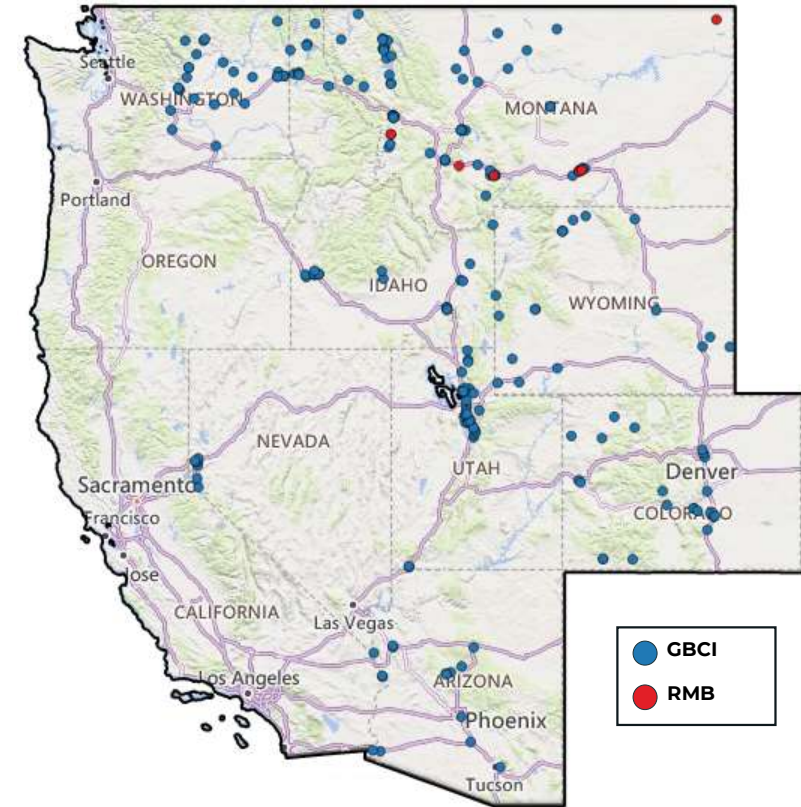 Seattle
WASHINGTON
MONTANA
Portland
OREGON
IDAHO
WYOMING
NEVADA
UTAH
Denver
Sacramento
Francisco
COLORADO
Jose
CALIFORNIA
Las Vegas
GBCI
Los Angeles
ARIZONA
RMB
Phoenix
Tucson